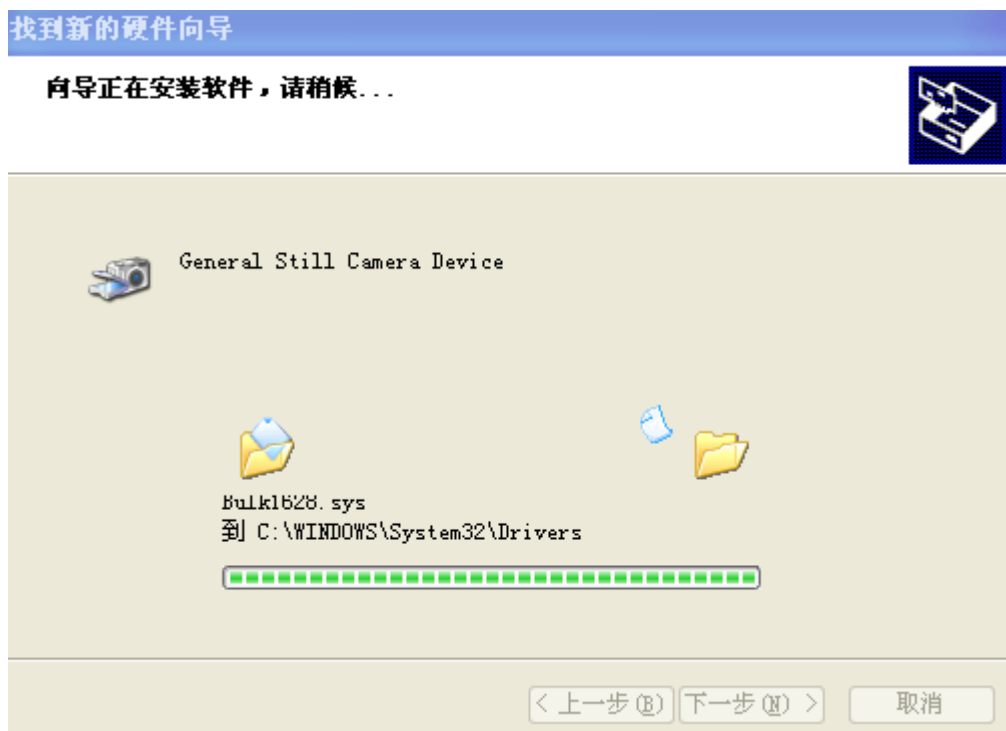 找到新的硬件向导
向导正在安装软件，请稍候...
General Still Camera Device
Bulk1628.sys
到 C:\WINDOWS\System32\Drivers
< 上一步(B) 下一步(N) > 取消